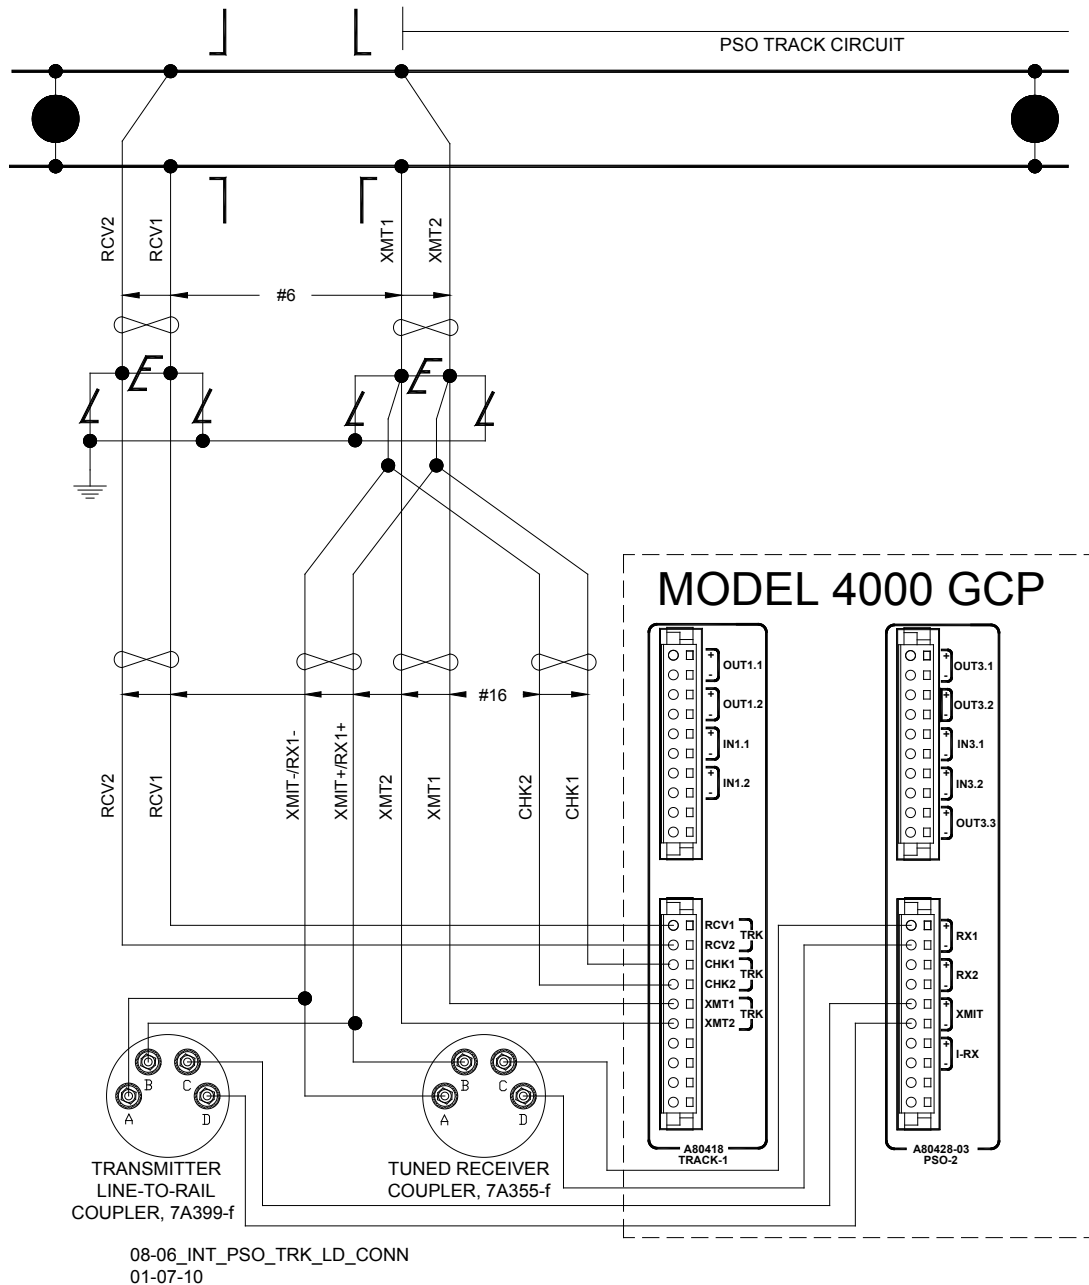 PSO TRACK CIRCUIT
RCV2
RCV1
XMT1
XMT2
#6
MODEL 4000 GCP
+
-
OUT1.1
+
-
OUT1.2
+
-
IN1.1
+
-
IN1.2
+
-
OUT3.1
+
-
OUT3.2
+
-
IN3.1
+
-
IN3.2
+
-
OUT3.3
#16
RCV2
RCV1
XMIT-/RX1-
XMIT+/RX1+
XMT2
XMT1
CHK2
CHK1
RCV1
RCV2
TRK
CHK1
CHK2
TRK
XMT1
XMT2
TRK
+
-
RX1
+
-
RX2
+
-
XMIT
+
-
I-RX
A80418
TRACK-1
A80428-03
PSO-2
B
C
A
D
B
C
A
D
TRANSMITTER
LINE-TO-RAIL
COUPLER, 7A399-f
TUNED RECEIVER
COUPLER, 7A355-f
08-06_INT_PSO_TRK_LD_CONN
01-07-10